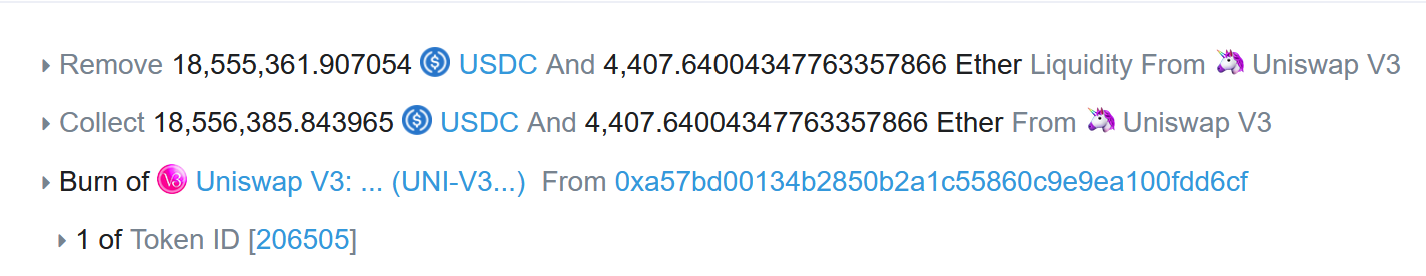 Remove 18,555,361.907054 USDC And 4,407.64004347763357866 Ether Liquidity From Uniswap V3
Collect 18,556,385.843965 USDC And 4,407.64004347763357866 Ether From Uniswap V3
Burn of V3 Uniswap V3: ... (UNI-V3...) From 0xa57bd00134b2850b2a1c55860c9e9ea100fdd6cf
1 of Token ID [206505]